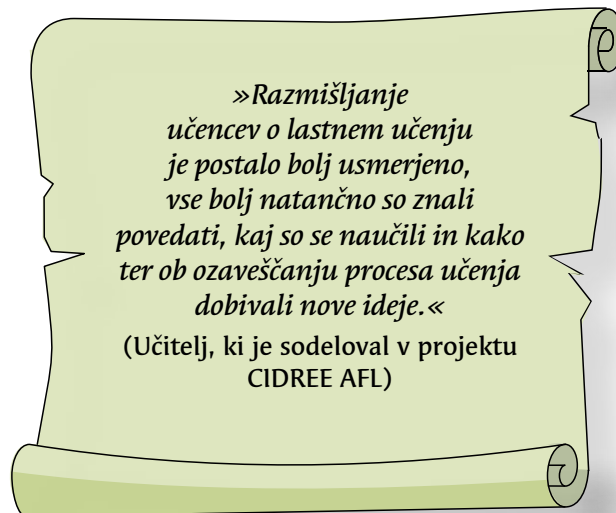 »Razmišljanje
učencev o lastnem učenju
je postalo bolj usmerjeno,
vse bolj natančno so znali
povedati, kaj so se naučili in kako
ter ob ozaveščanju procesa učenja
dobivali nove ideje.«
(Učitelj, ki je sodeloval v projektu
CIDREE AFL)